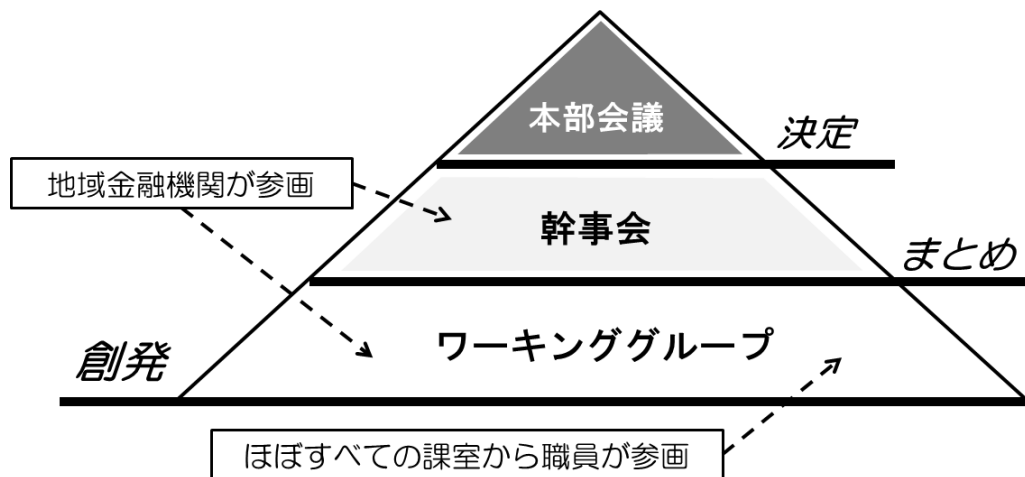 本部会議
決定
地域金融機関が参画
幹事会
まとめ
ワーキンググループ
創発
ほぼすべての課室から職員が参画